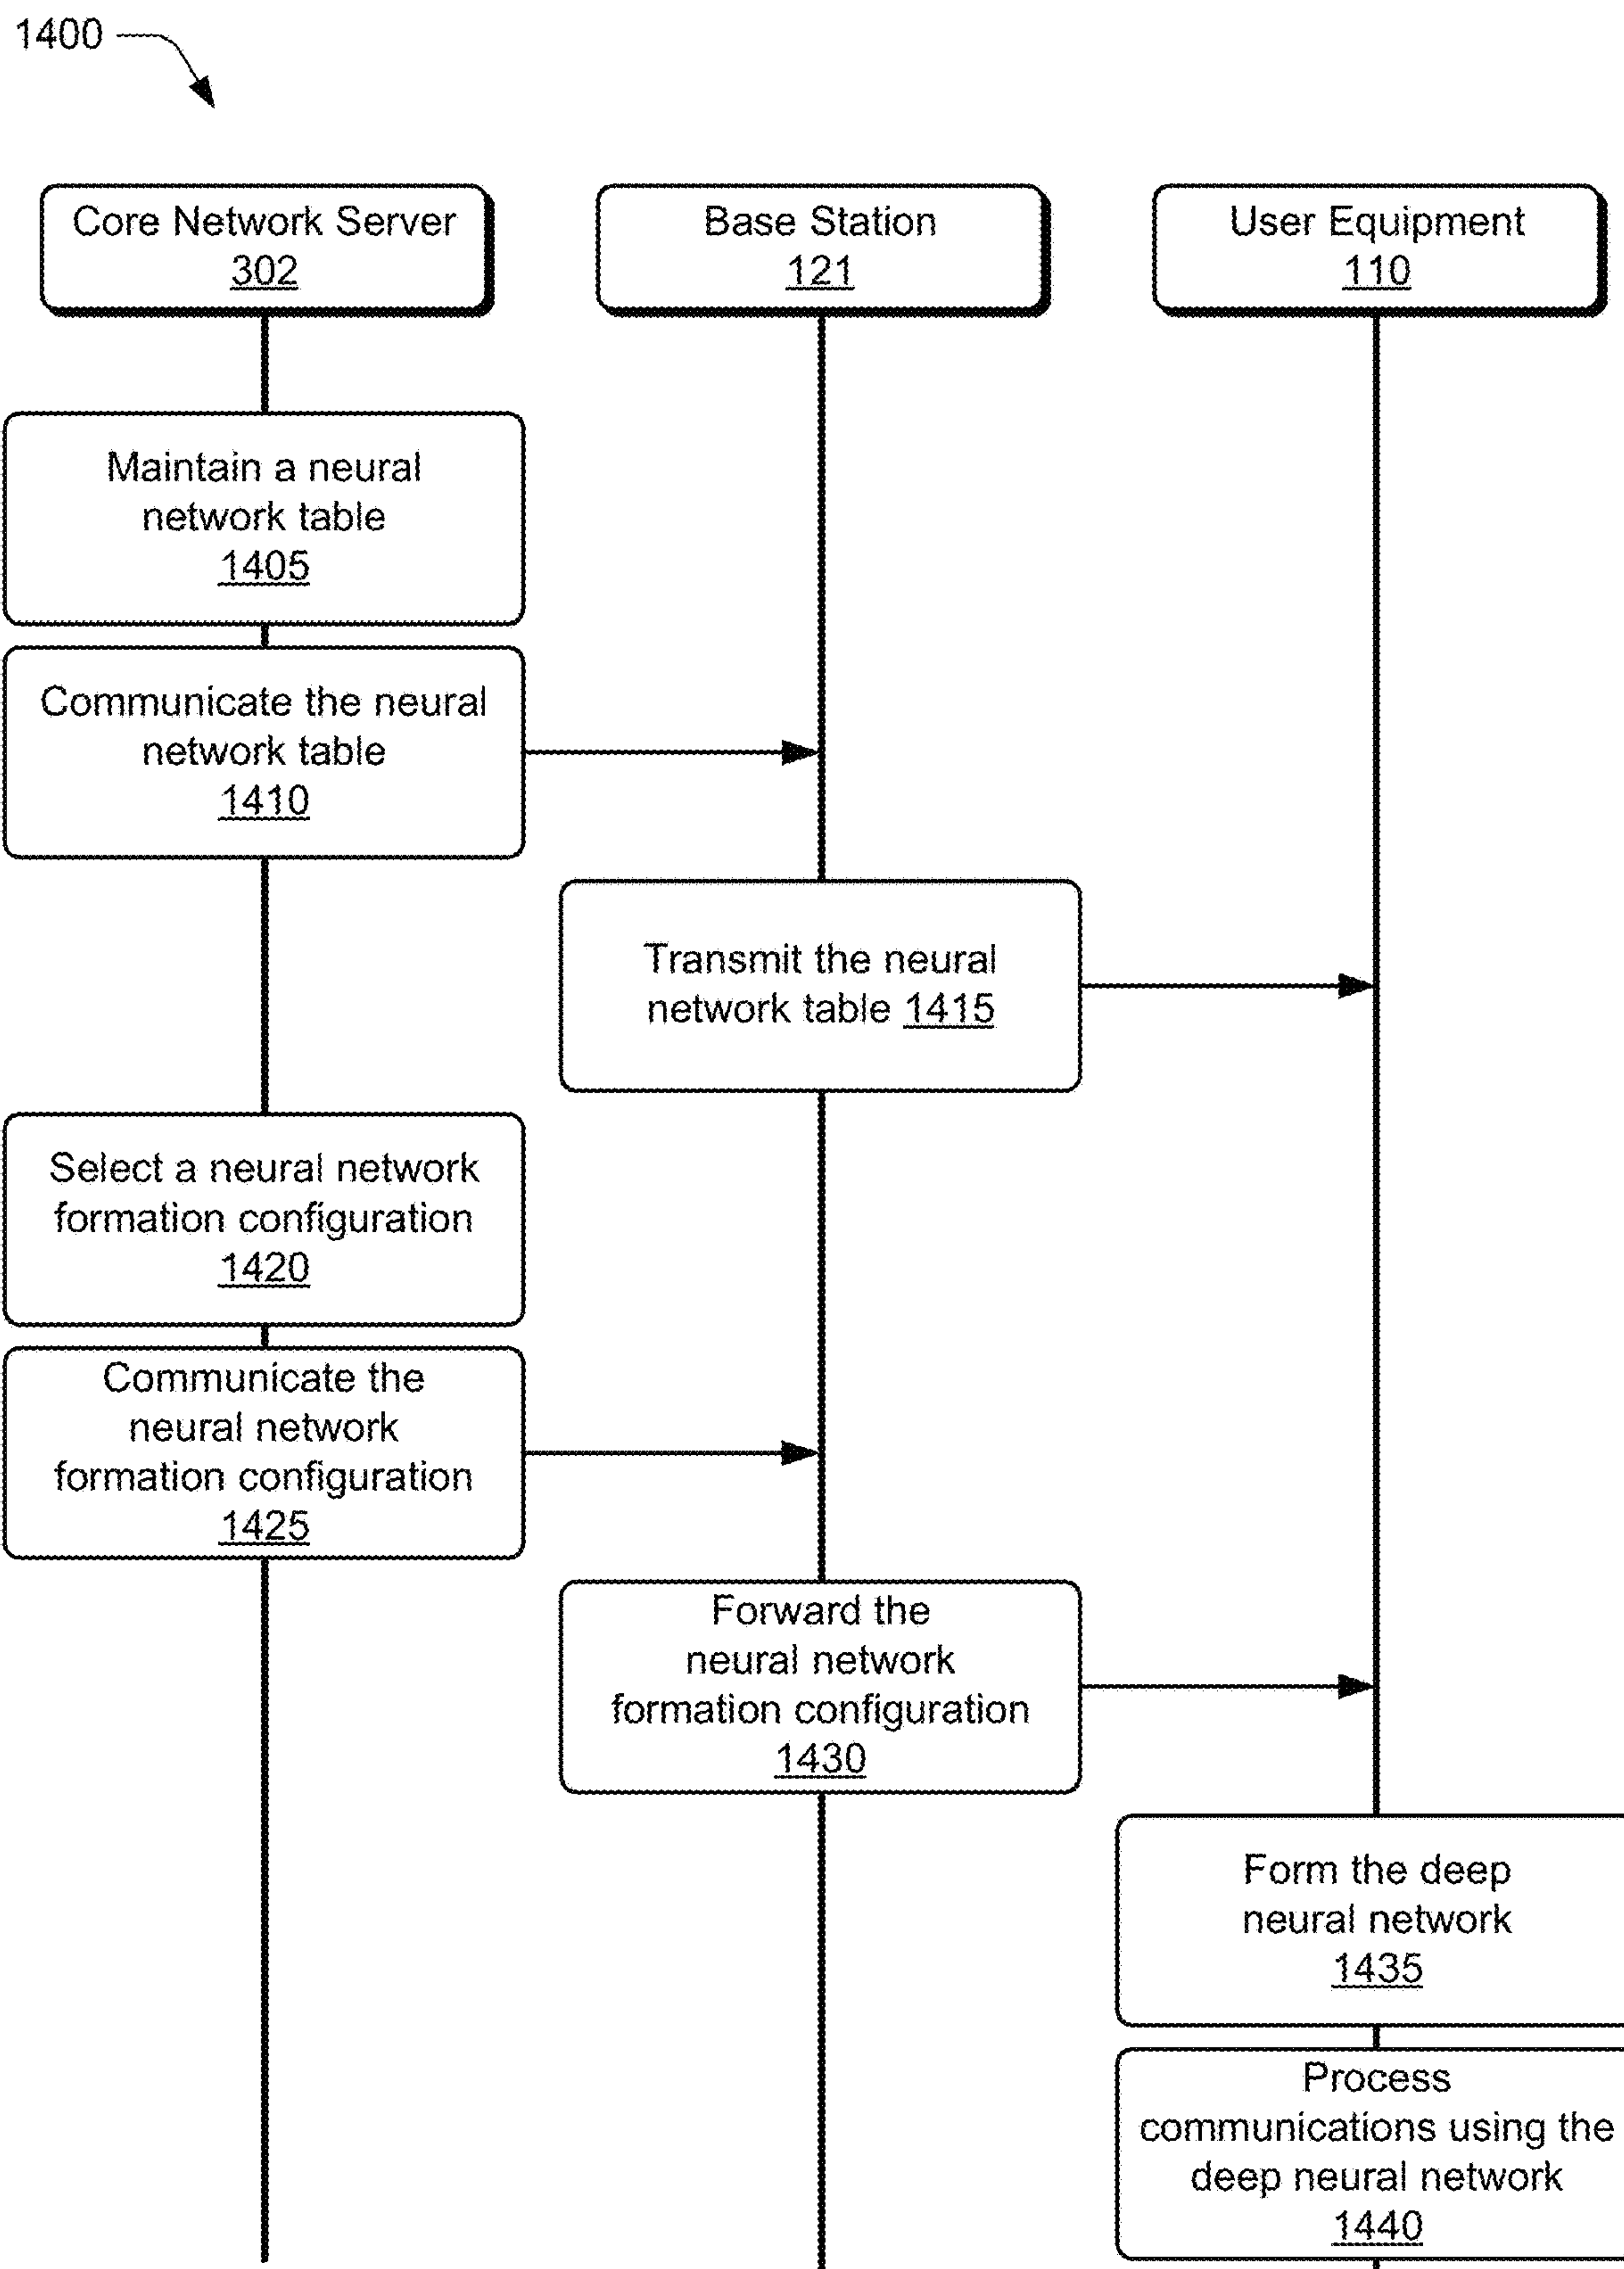 1400
Core Network Server
302
Base Station
121
User Equipment
110
Maintain a neural
network table
1405
Communicate the neural
network table
1410
Transmit the neural
network table 1415
Select a neural network
formation configuration
1420
Communicate the
neural network
formation configuration
1425
Forward the
neural network
formation configuration
1430
Form the deep
neural network
1435
Process
communications using the
deep neural network
1440